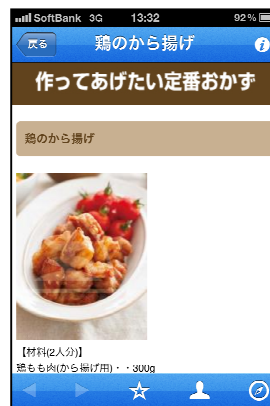 SoftBank 3G 13:32 92%
戻る 鶏のから揚げ
作ってあげたい定番おかず
鶏のから揚げ
【材料(2人分)】
鶏もも肉(から揚げ用)・・300g